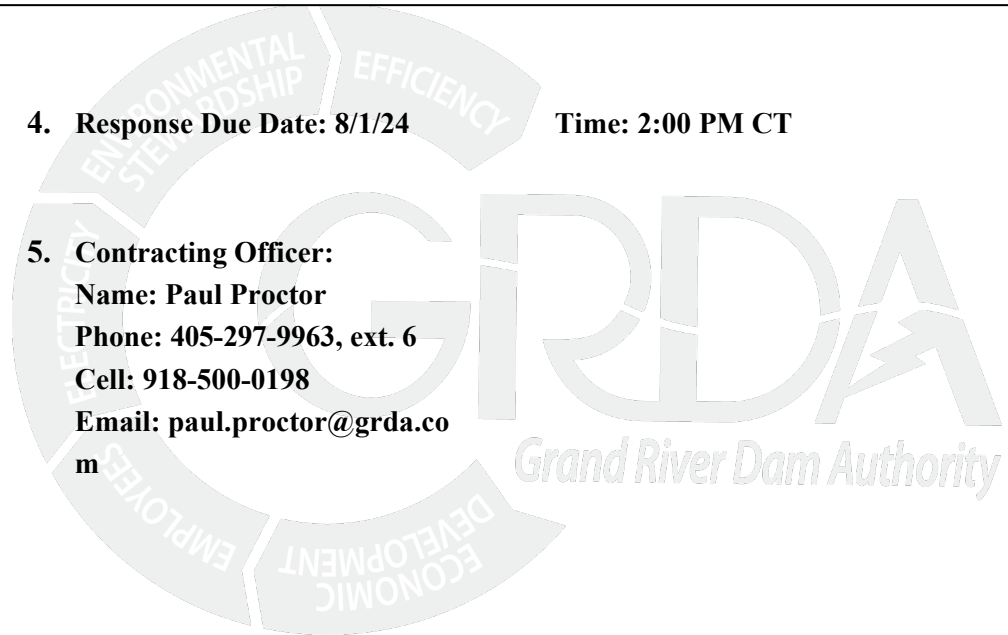 ENVIRONMENTAL
STEWARDSHIP
EFFICIENCY
4. Response Due Date: 8/1/24 Time: 2:00 PM CT
ELECTRICITY
GRDA
5. Contracting Officer:
Name: Paul Proctor
Phone: 405-297-9963, ext. 6
Cell: 918-500-0198
Email: paul.proctor@grda.co
m
Grand River Dam Authority
EMPLOYEES
ECONOMIC
DEVELOPMENT